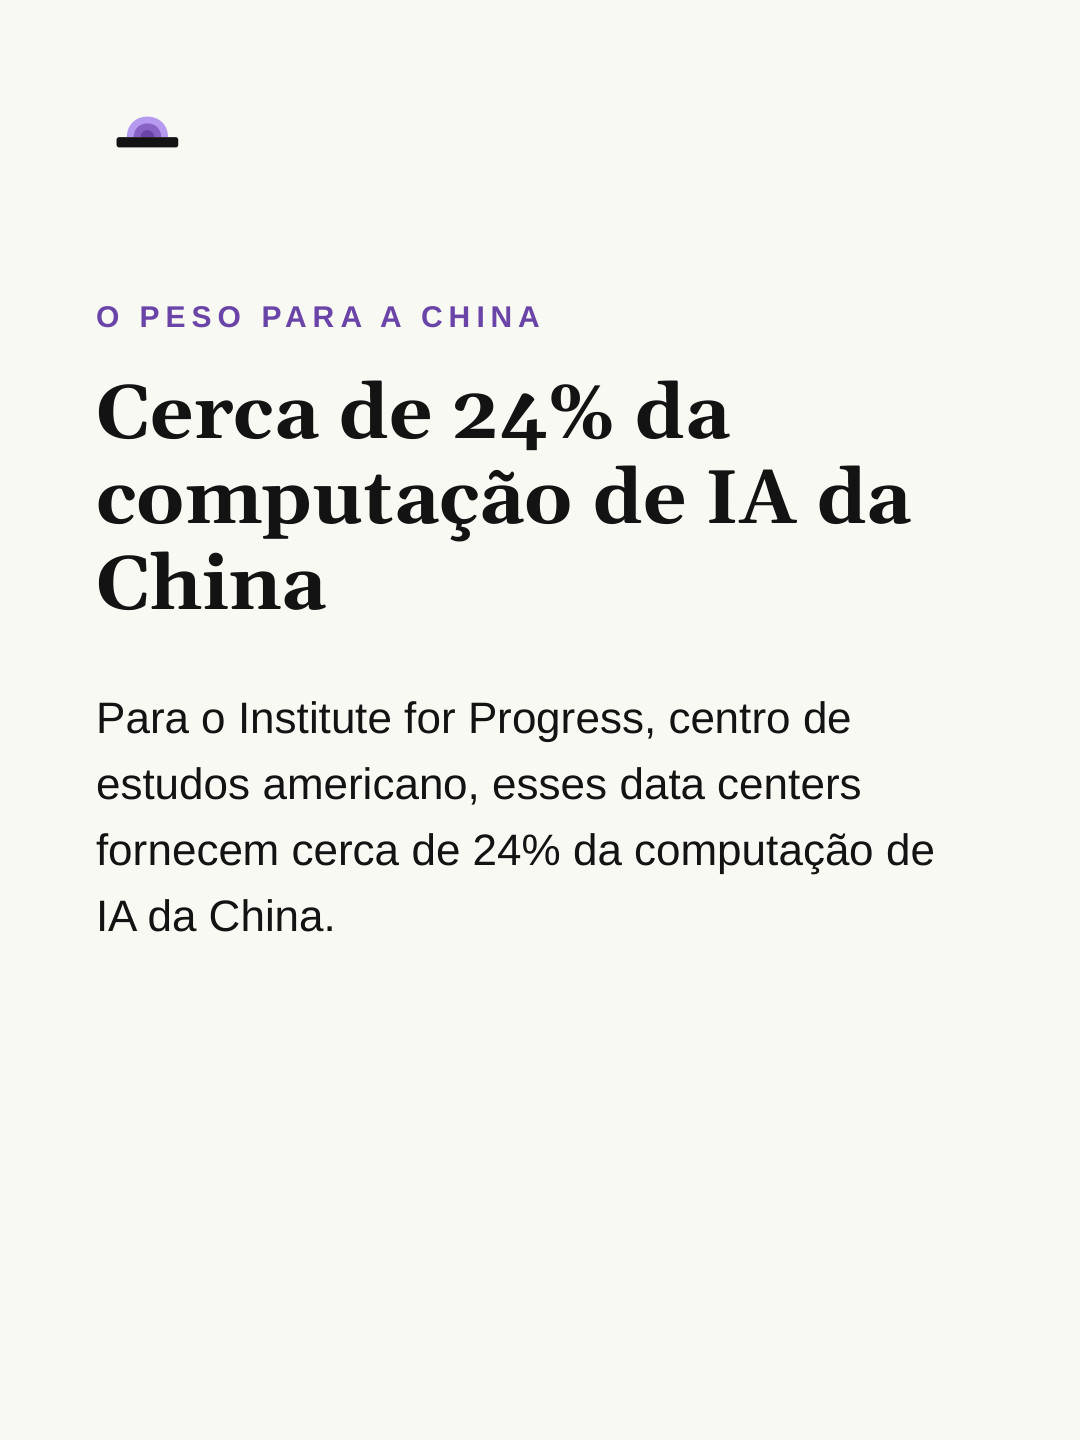 O PESO PARA A CHINA
Cerca de 24% da
computação de IA da
China
Para o Institute for Progress, centro de
estudos americano, esses data centers
fornecem cerca de 24% da computação de
IA da China.